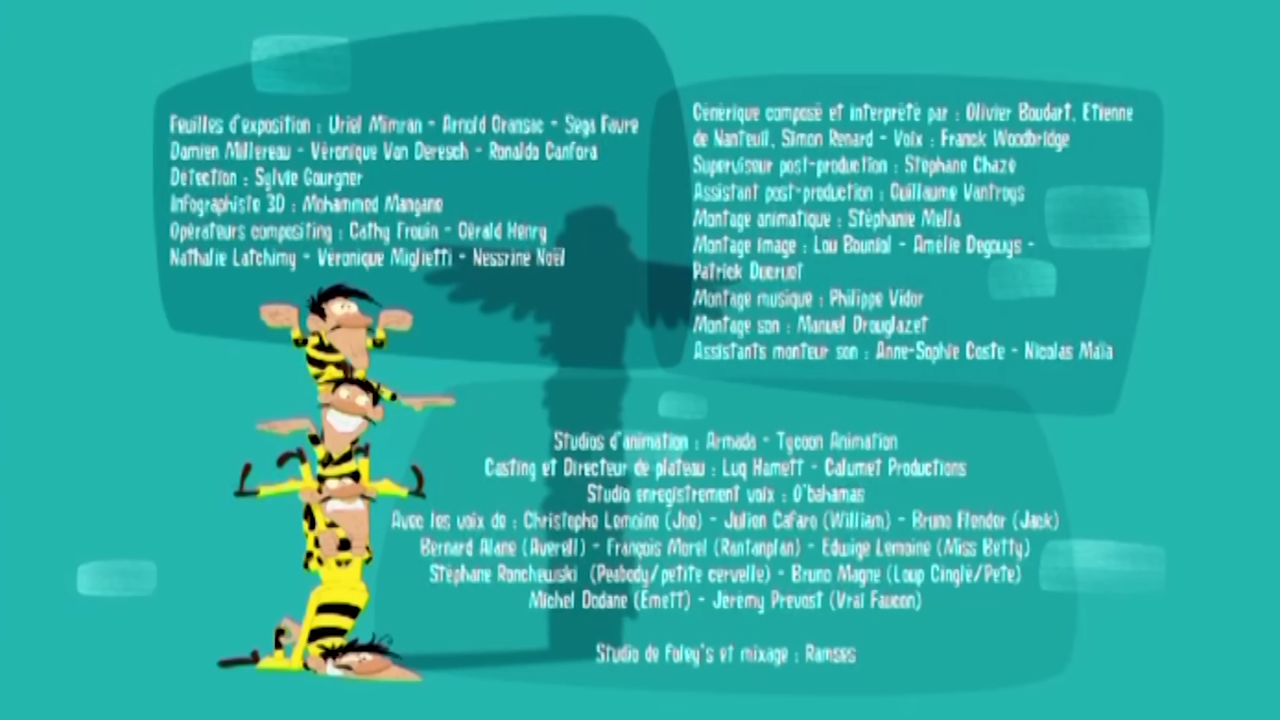 Feuilles d'exposition : Uriel Mimran - Arnold Gransac - Sega Favre
Damien Millereau - Véronique Van Deresch - Ronaldo Canfora
Détection : Sylvie Gourgner
Infographiste 3D : Mohammed Mangane
Opérateurs compositing : Cathy Frouin - Gérald Henry
Nathalie Latchimy - Véronique Miglietti - Nessrine Noël
Générique composé et interprété par : Olivier Boudart, Etienne
de Nanteuil, Simon Renard - Voix : Franck Woodbridge
Superviseur post-production : Stéphane Chaze
Assistant post-production : Guillaume Vantroys
Montage animatique : Stéphanie Mella
Montage image : Lou Bouniol - Amélie Degouys -
Patrick Ducruet
Montage musique : Philippe Vidor
Montage son : Manuel Drouglazet
Assistants monteur son : Anne-Sophie Coste - Nicolas Maïa
Studios d'animation : Armada - Tycoon Animation
Casting et Directeur de plateau : Luq Hamett - Calumet Productions
Studio enregistrement voix : O'bahamas
Avec les voix de : Christophe Lemoine (Joe) - Julien Cafaro (William) - Bruno Flender (Jack)
Bernard Alane (Averell) - François Morel (Rantanplan) - Edwige Lemoine (Miss Betty)
Stéphane Ronchewski (Peabody/petite cervelle) - Bruno Magne (Loup Cinglé/Pete)
Michel Dodane (Emett) - Jeremy Prevost (Vrai Faucon)
Studio de Foley's et mixage : Ramses